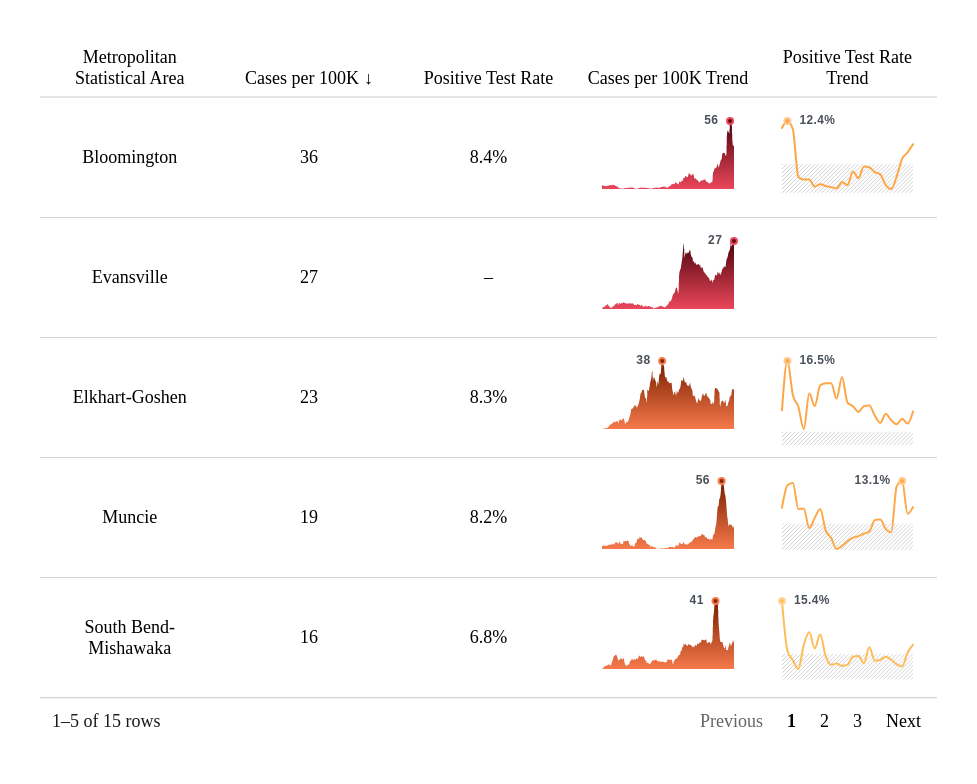 Metropolitan
Statistical Area
Cases per 100K ↓
Positive Test Rate
Cases per 100K Trend
Positive Test Rate
Trend
Bloomington
36
8.4%
56
12.4%
Evansville
27
–
27
Elkhart-Goshen
23
8.3%
38
16.5%
Muncie
19
8.2%
56
13.1%
South Bend-
Mishawaka
16
6.8%
41
15.4%
1–5 of 15 rows
Previous 1 2 3 Next